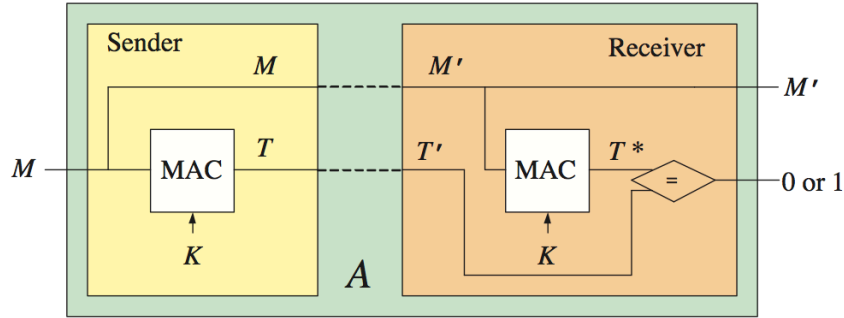 Sender
Receiver
M
M'
M'
M
MAC
T
T'
MAC
T*
=
0 or 1
K
A
K